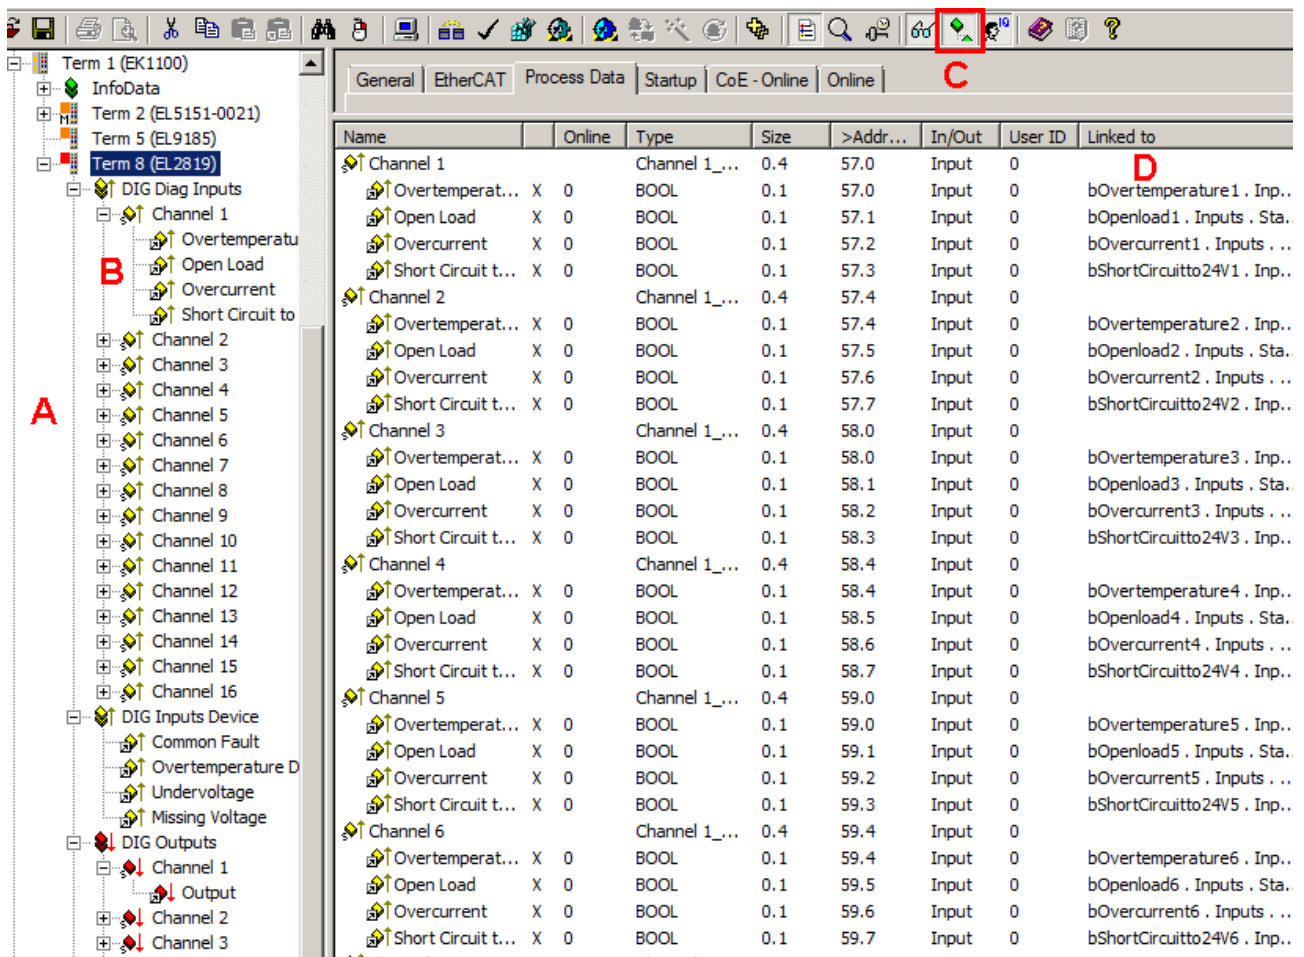 IQ
Term 1 (EK1100)
InfoData
Term 2 (EL5151-0021)
M
Term 5 (EL9185)
Term 8 (EL2819)
DIG Diag Inputs
Channel 1
Overtemperatu
B
Open Load
Overcurrent
Short Circuit to
Channel 2
Channel 3
Channel 4
A
Channel 5
Channel 6
Channel 7
Channel 8
Channel 9
Channel 10
Channel 11
Channel 12
Channel 13
Channel 14
Channel 15
Channel 16
DIG Inputs Device
Common Fault
Overtemperature D
Undervoltage
Missing Voltage
DIG Outputs
Channel 1
Output
Channel 2
Channel 3
General EtherCAT Process Data Startup CoE - Online Online
C
Name Online Type Size >Addr... In/Out User ID Linked to
D
Channel 1 Channel 1_... 0.4 57.0 Input 0
Overtemperat... X 0 BOOL 0.1 57.0 Input 0 bOvertemperature1 . Inp..
Open Load X 0 BOOL 0.1 57.1 Input 0 bOpenload1 . Inputs . Sta..
Overcurrent X 0 BOOL 0.1 57.2 Input 0 bOvercurrent1 . Inputs . ..
Short Circuit t... X 0 BOOL 0.1 57.3 Input 0 bShortCircuitto24V1 . Inp..
Channel 2 Channel 1_... 0.4 57.4 Input 0
Overtemperat... X 0 BOOL 0.1 57.4 Input 0 bOvertemperature2 . Inp..
Open Load X 0 BOOL 0.1 57.5 Input 0 bOpenload2 . Inputs . Sta..
Overcurrent X 0 BOOL 0.1 57.6 Input 0 bOvercurrent2 . Inputs . ..
Short Circuit t... X 0 BOOL 0.1 57.7 Input 0 bShortCircuitto24V2 . Inp..
Channel 3 Channel 1_... 0.4 58.0 Input 0
Overtemperat... X 0 BOOL 0.1 58.0 Input 0 bOvertemperature3 . Inp..
Open Load X 0 BOOL 0.1 58.1 Input 0 bOpenload3 . Inputs . Sta..
Overcurrent X 0 BOOL 0.1 58.2 Input 0 bOvercurrent3 . Inputs . ..
Short Circuit t... X 0 BOOL 0.1 58.3 Input 0 bShortCircuitto24V3 . Inp..
Channel 4 Channel 1_... 0.4 58.4 Input 0
Overtemperat... X 0 BOOL 0.1 58.4 Input 0 bOvertemperature4 . Inp..
Open Load X 0 BOOL 0.1 58.5 Input 0 bOpenload4 . Inputs . Sta..
Overcurrent X 0 BOOL 0.1 58.6 Input 0 bOvercurrent4 . Inputs . ..
Short Circuit t... X 0 BOOL 0.1 58.7 Input 0 bShortCircuitto24V4 . Inp..
Channel 5 Channel 1_... 0.4 59.0 Input 0
Overtemperat... X 0 BOOL 0.1 59.0 Input 0 bOvertemperature5 . Inp..
Open Load X 0 BOOL 0.1 59.1 Input 0 bOpenload5 . Inputs . Sta..
Overcurrent X 0 BOOL 0.1 59.2 Input 0 bOvercurrent5 . Inputs . ..
Short Circuit t... X 0 BOOL 0.1 59.3 Input 0 bShortCircuitto24V5 . Inp..
Channel 6 Channel 1_... 0.4 59.4 Input 0
Overtemperat... X 0 BOOL 0.1 59.4 Input 0 bOvertemperature6 . Inp..
Open Load X 0 BOOL 0.1 59.5 Input 0 bOpenload6 . Inputs . Sta..
Overcurrent X 0 BOOL 0.1 59.6 Input 0 bOvercurrent6 . Inputs . ..
Short Circuit t... X 0 BOOL 0.1 59.7 Input 0 bShortCircuitto24V6 . Inp..